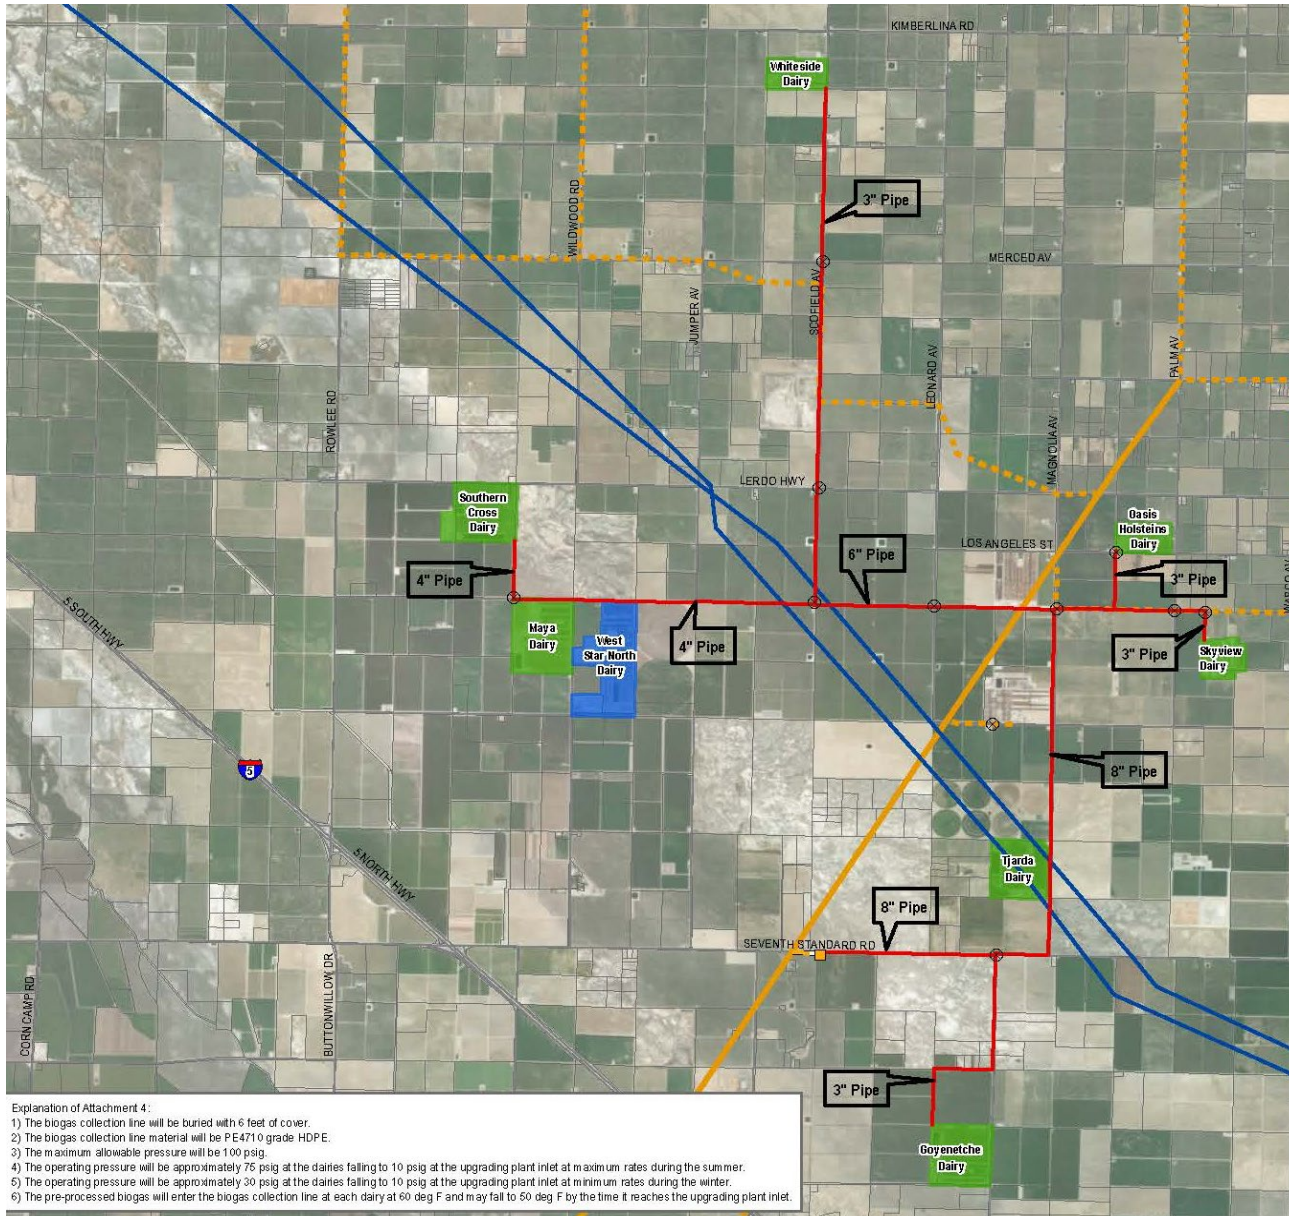 KIMBERLINA RD
Whiteside
Dairy
3" Pipe
WILDWOOD RD
MERCED AV
SCOFIELD AV
JUMPER AV
LEONARD AV
PALM AV
ROWLEE RD
MAGNOLIA AV
LERDO HWY
Southern
Cross
Dairy
Oasis
Holsteins
Dairy
LOS ANGELES ST
6" Pipe
4" Pipe
3" Pipe
5 SOUTH HWY
Maya
Dairy
West
Star North
Dairy
4" Pipe
3" Pipe
Skyview
Dairy
5
8" Pipe
5 NORTH HWY
Tjarda
Dairy
8" Pipe
SEVENTH STANDARD RD
CORN CAMP RD
BUTTONWILLOW DR
3" Pipe
Goyenetche
Dairy
Explanation of Attachment 4:
1) The biogas collection line will be buried with 6 feet of cover.
2) The biogas collection line material will be PE4710 grade HDPE.
3) The maximum allowable pressure will be 100 psig.
4) The operating pressure will be approximately 75 psig at the dairies falling to 10 psig at the upgrading plant inlet at maximum rates during the summer.
5) The operating pressure will be approximately 30 psig at the dairies falling to 10 psig at the upgrading plant inlet at minimum rates during the winter.
6) The pre-processed biogas will enter the biogas collection line at each dairy at 60 deg F and may fall to 50 deg F by the time it reaches the upgrading plant inlet.